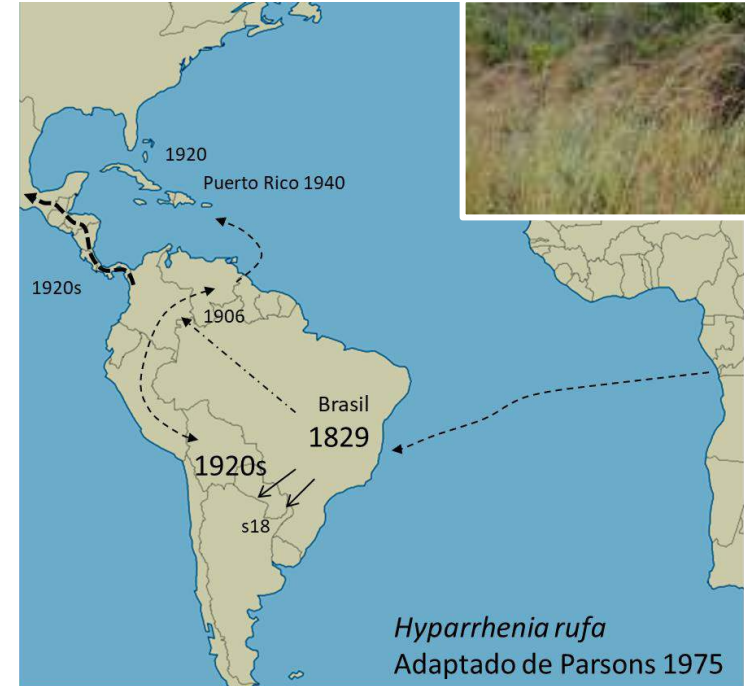 1920
Puerto Rico 1940
1920s
1906
Brasil
1829
1920s
s18
Hyparrhenia rufa
Adaptado de Parsons 1975